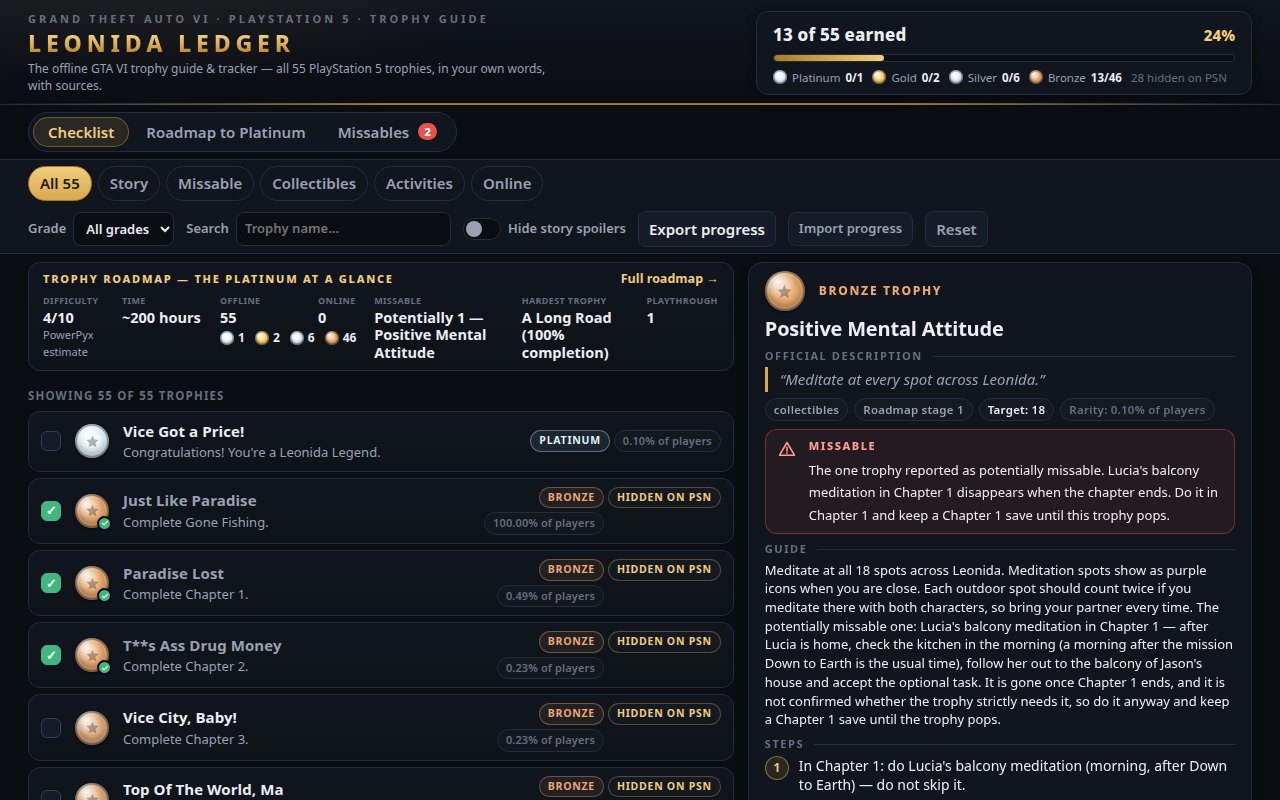 GRAND THEFT AUTO VI · PLAYSTATION 5 · TROPHY GUIDE
LEONIDA LEDGER
The offline GTA VI trophy guide & tracker — all 55 PlayStation 5 trophies, in your own words,
with sources.
13 of 55 earned 24%
Platinum 0/1 Gold 0/2 Silver 0/6 Bronze 13/46 28 hidden on PSN
Checklist Roadmap to Platinum Missables 2
All 55 Story Missable Collectibles Activities Online
Grade All grades Search Trophy name... Hide story spoilers Export progress Import progress Reset
TROPHY ROADMAP — THE PLATINUM AT A GLANCE Full roadmap →
DIFFICULTY
4/10
PowerPyx
estimate
TIME
~200 hours
OFFLINE
55
1 2 6 46
ONLINE
0
MISSABLE
Potentially 1 —
Positive Mental
Attitude
HARDEST TROPHY
A Long Road
(100%
completion)
PLAYTHROUGH
1
SHOWING 55 OF 55 TROPHIES
Vice Got a Price!
Congratulations! You're a Leonida Legend.
PLATINUM 0.10% of players
Just Like Paradise
Complete Gone Fishing.
BRONZE HIDDEN ON PSN
100.00% of players
Paradise Lost
Complete Chapter 1.
BRONZE HIDDEN ON PSN
0.49% of players
T**s Ass Drug Money
Complete Chapter 2.
BRONZE HIDDEN ON PSN
0.23% of players
Vice City, Baby!
Complete Chapter 3.
BRONZE HIDDEN ON PSN
0.23% of players
Top Of The World, Ma
BRONZE HIDDEN ON PSN
BRONZE TROPHY
Positive Mental Attitude
OFFICIAL DESCRIPTION
“Meditate at every spot across Leonida.”
collectibles Roadmap stage 1 Target: 18 Rarity: 0.10% of players
MISSABLE
The one trophy reported as potentially missable. Lucia's balcony
meditation in Chapter 1 disappears when the chapter ends. Do it in
Chapter 1 and keep a Chapter 1 save until this trophy pops.
GUIDE
Meditate at all 18 spots across Leonida. Meditation spots show as purple
icons when you are close. Each outdoor spot should count twice if you
meditate there with both characters, so bring your partner every time. The
potentially missable one: Lucia's balcony meditation in Chapter 1 — after
Lucia is home, check the kitchen in the morning (a morning after the mission
Down to Earth is the usual time), follow her out to the balcony of Jason's
house and accept the optional task. It is gone once Chapter 1 ends, and it is
not confirmed whether the trophy strictly needs it, so do it anyway and keep
a Chapter 1 save until the trophy pops.
STEPS
1 In Chapter 1: do Lucia's balcony meditation (morning, after Down
to Earth) — do not skip it.